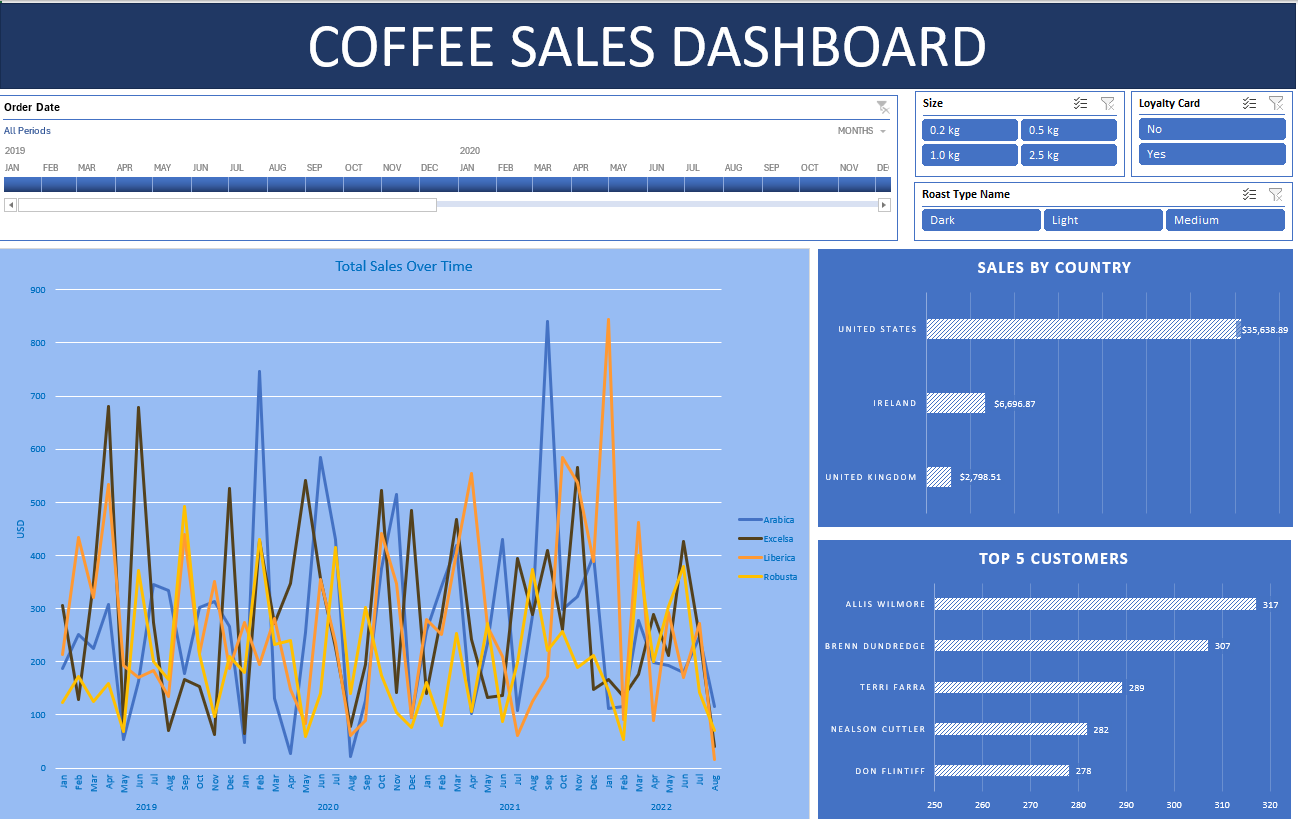 COFFEE SALES DASHBOARD
Order Date
All Periods
MONTHS
2019 2020
JAN FEB MAR APR MAY JUN JUL AUG SEP OCT NOV DEC JAN FEB MAR APR MAY JUN JUL AUG SEP OCT NOV DE
Size
0.2 kg 0.5 kg
1.0 kg 2.5 kg
Loyalty Card
No
Yes
Roast Type Name
Dark Light Medium
Total Sales Over Time
900
800
700
600
500
400
300
200
100
0
USD
Arabica
Excelsa
Liberica
Robusta
Jan Feb Mar Apr May Jun Jul Aug Sep Oct Nov Dec Jan Feb Mar Apr May Jun Jul Aug Sep Oct Nov Dec Jan Feb Mar Apr May Jun Jul Aug Sep Oct Nov Dec Jan Feb Mar Apr May Jun Jul Aug
2019 2020 2021 2022
SALES BY COUNTRY
UNITED STATES $35,638.89
IRELAND $6,696.87
UNITED KINGDOM $2,798.51
TOP 5 CUSTOMERS
ALLIS WILMORE 317
BRENN DUNDREDGE 307
TERRI FARRA 289
NEALSON CUTTLER 282
DON FLINTIFF 278
250 260 270 280 290 300 310 320